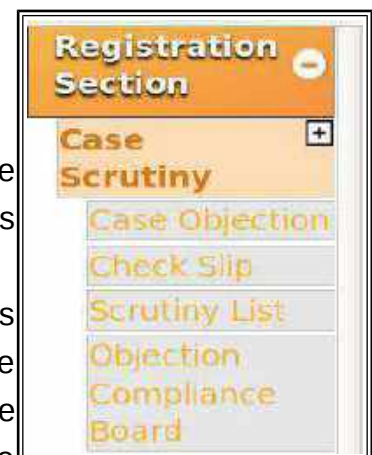 Registration
Section
Case
Scrutiny
Case Objection
Check Slip
Scrutiny List
Objection
Compliance
Board